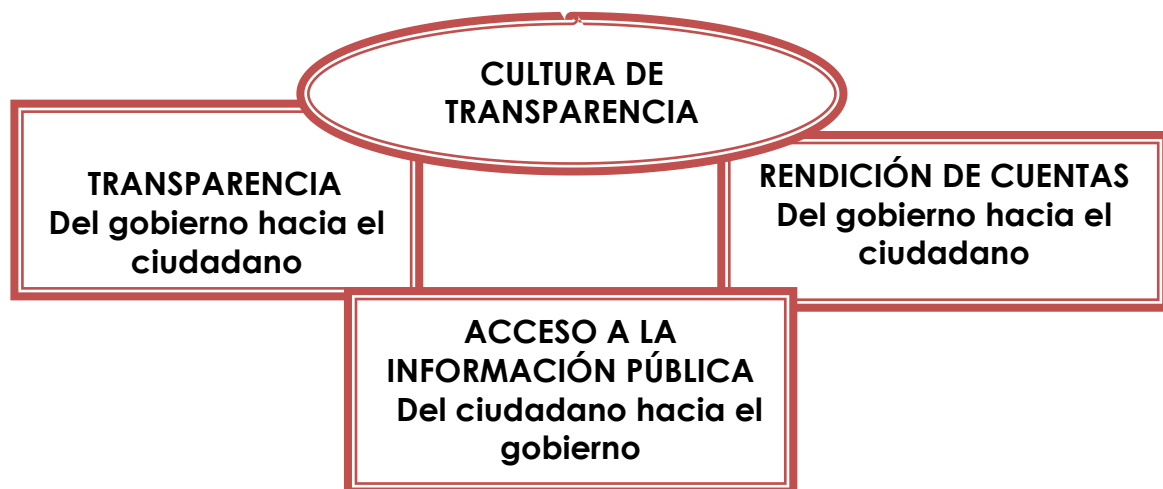 CULTURA DE
TRANSPARENCIA
TRANSPARENCIA
Del gobierno hacia el
ciudadano
RENDICIÓN DE CUENTAS
Del gobierno hacia el
ciudadano
ACCESO A LA
INFORMACIÓN PÚBLICA
Del ciudadano hacia el
gobierno